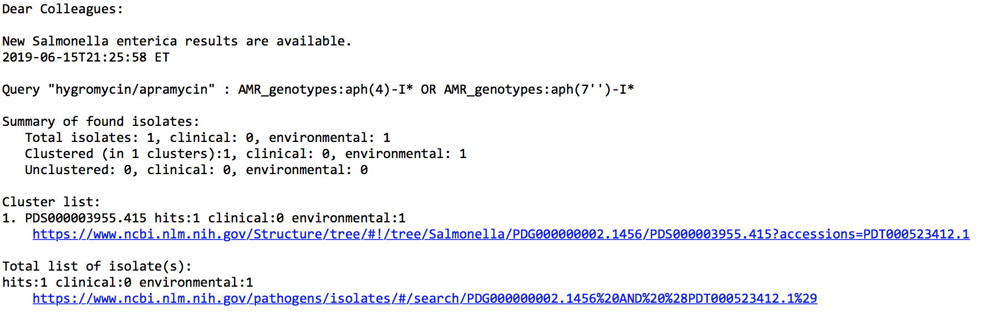 Dear Colleagues:
New Salmonella enterica results are available.
2019-06-15T21:25:58 ET
Query "hygromycin/apramycin" : AMR_genotypes:aph(4)-I* OR AMR_genotypes:aph(7'')-I*
Summary of found isolates:
Total isolates: 1, clinical: 0, environmental: 1
Clustered (in 1 clusters):1, clinical: 0, environmental: 1
Unclustered: 0, clinical: 0, environmental: 0
Cluster list:
1. PDS000003955.415 hits:1 clinical:0 environmental:1
https://www.ncbi.nlm.nih.gov/Structure/tree/#!/tree/Salmonella/PDG000000002.1456/PDS000003955.415?accessions=PDT000523412.1
Total list of isolate(s):
hits:1 clinical:0 environmental:1
https://www.ncbi.nlm.nih.gov/pathogens/isolates/#/search/PDG000000002.1456%20AND%20%28PDT000523412.1%29